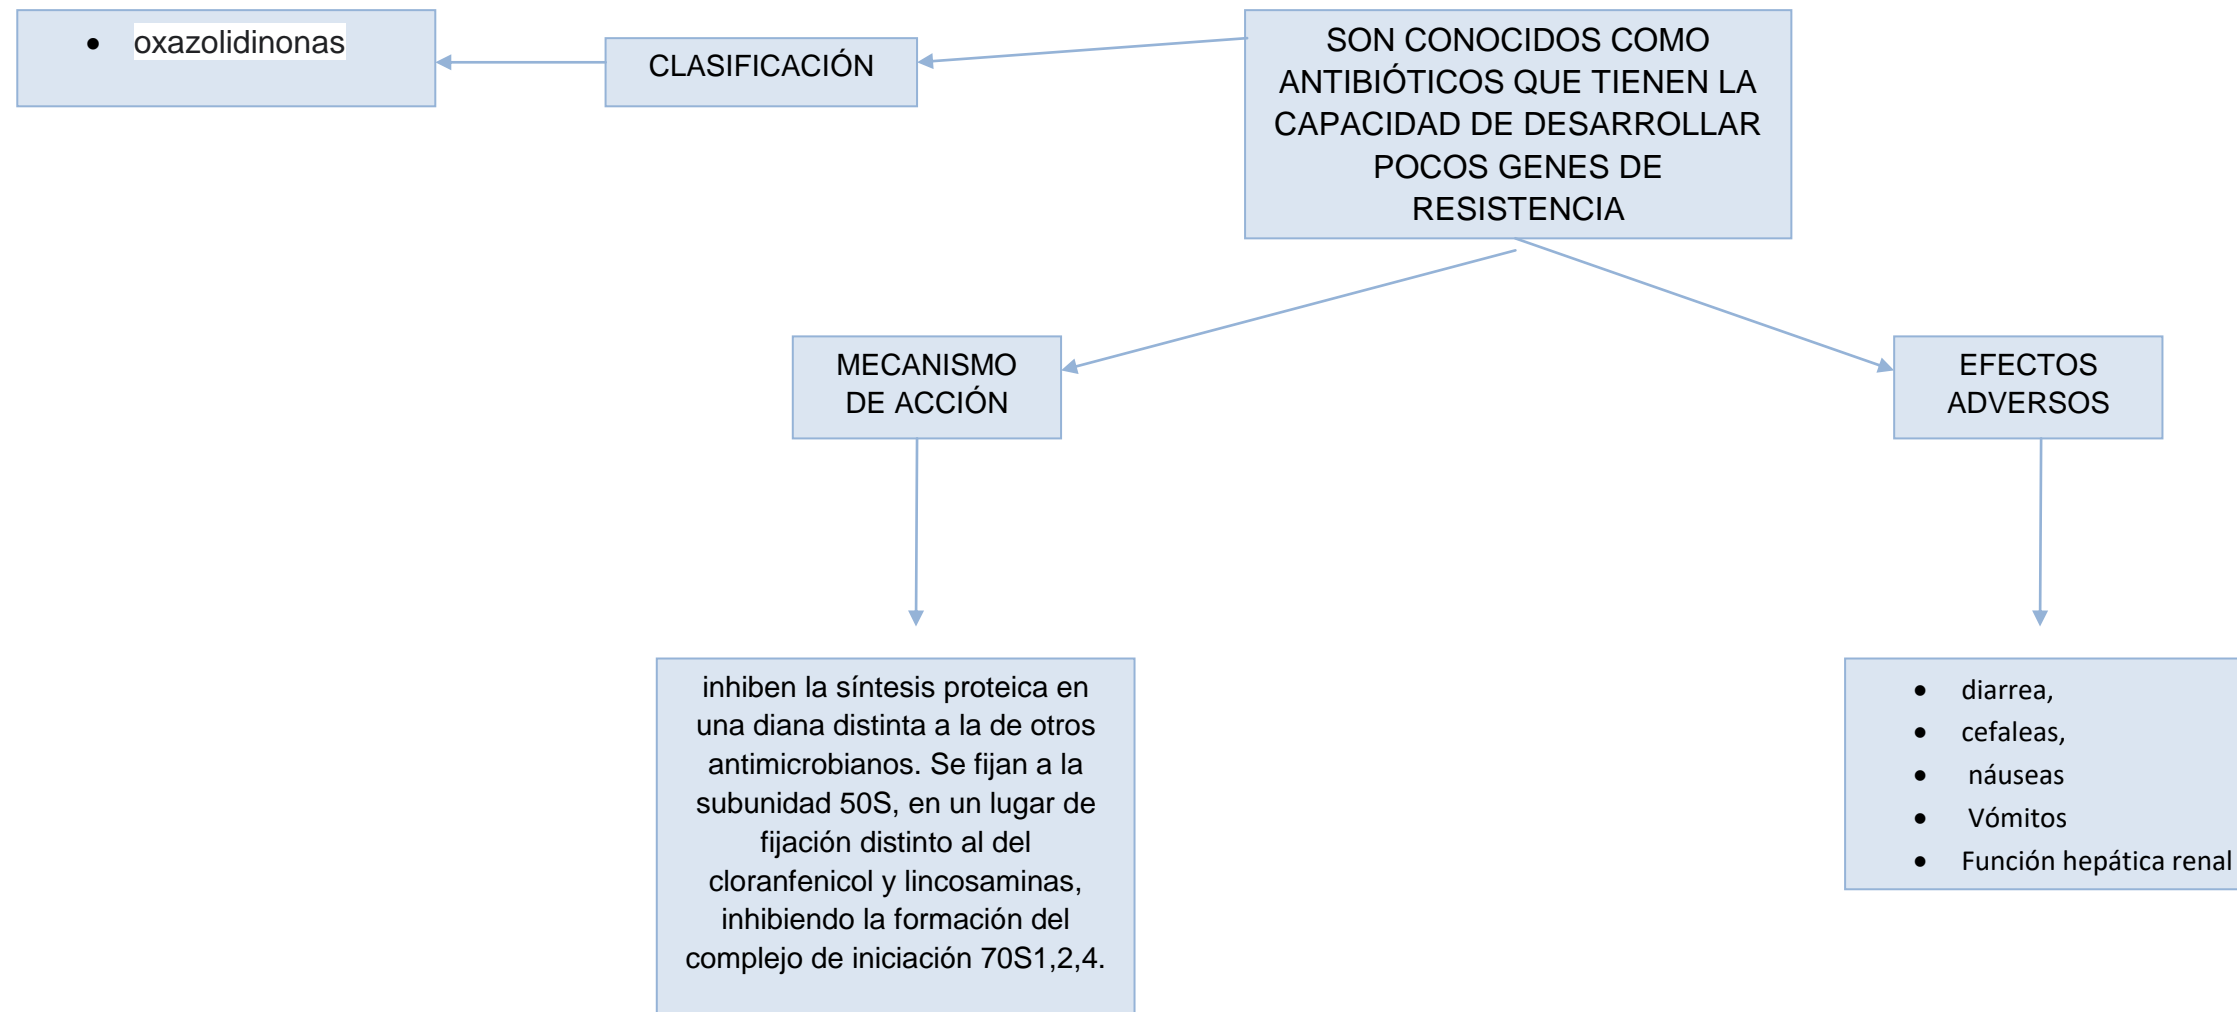 • oxazolidinonas
CLASIFICACIÓN
SON CONOCIDOS COMO
ANTIBIÓTICOS QUE TIENEN LA
CAPACIDAD DE DESARROLLAR
POCOS GENES DE
RESISTENCIA
MECANISMO
DE ACCIÓN
EFECTOS
ADVERSOS
inhiben la síntesis proteica en
una diana distinta a la de otros
antimicrobianos. Se fijan a la
subunidad 50S, en un lugar de
fijación distinto al del
cloranfenicol y lincosaminas,
inhibiendo la formación del
complejo de iniciación 70S1,2,4.
• diarrea,
• cefaleas,
• náuseas
• Vómitos
• Función hepática renal